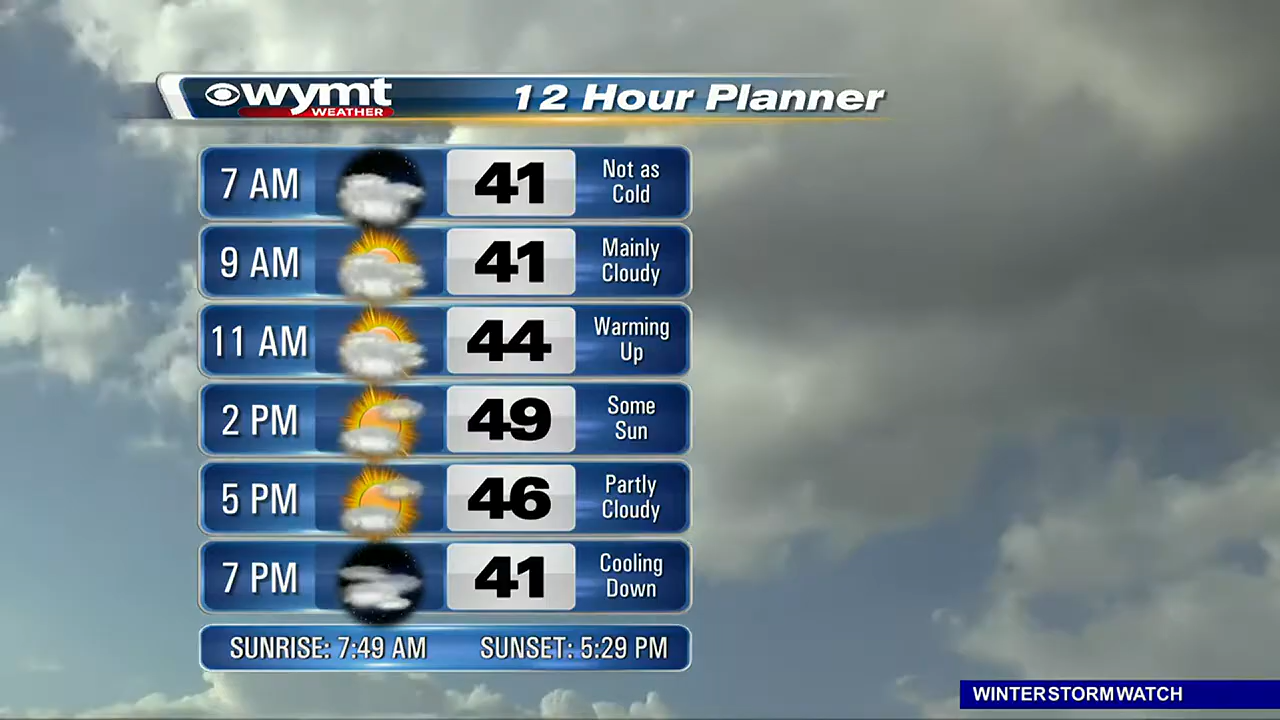 wymt
WEATHER
12 Hour Planner
7 AM 41 Not as
Cold
9 AM 41 Mainly
Cloudy
11 AM 44 Warming
Up
2 PM 49 Some
Sun
5 PM 46 Partly
Cloudy
7 PM 41 Cooling
Down
SUNRISE: 7:49 AM SUNSET: 5:29 PM
WINTER STORM WATCH